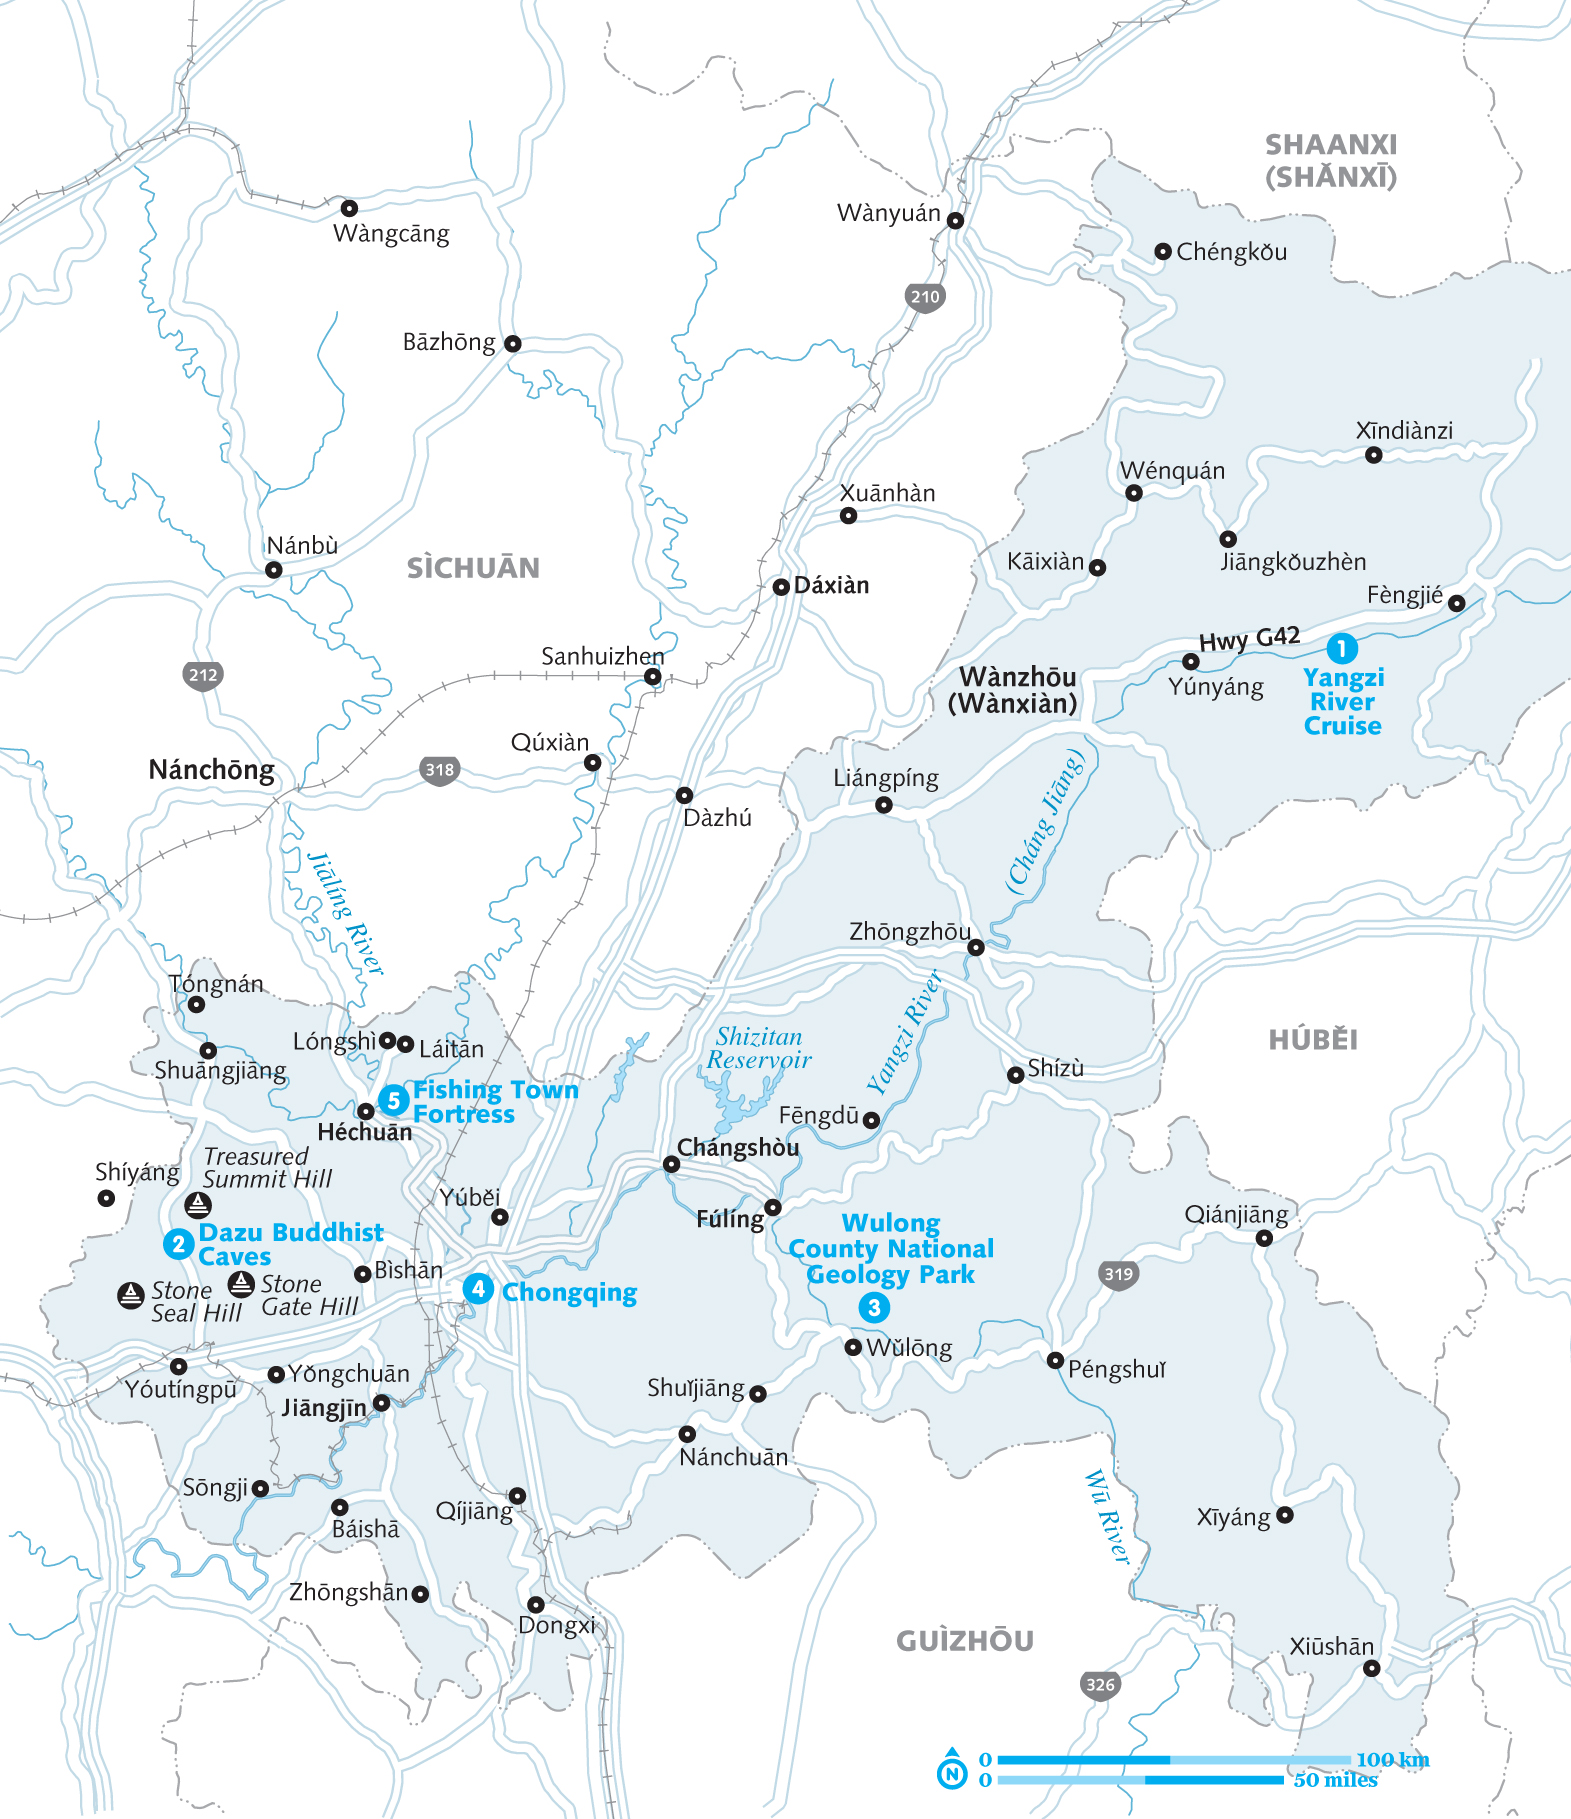 SHAANXI
(SHǍNXĪ)
Wànyuán
Wàngcāng
Chéngkǒu
210
Bāzhōng
Xīndiànzi
Wénquán
Xuānhàn
Nánbù
SÌCHUĀN
Kāixiàn
Jiāngkǒuzhèn
Dáxiàn
Fèngjié
Hwy G42
1
Yangzi
River
Cruise
Sanhuizhen
212
Wànzhōu
(Wànxiàn)
Yúnyáng
Qúxiàn
Nánchōng
318
Liángpíng
Dàzhú
(Cháng Jiāng)
Jiālíng River
Zhōngzhōu
Tóngnán
Yangzi River
Lóngshì
Láitān
Shizitan
Reservoir
HÚBĚI
Shuāngjiāng
Shízù
5
Fishing Town
Fortress
Fēngdū
Héchuān
Chángshòu
Treasured
Summit Hill
Shíyáng
Yúběi
Fúlíng
Wulong
County National
Geology Park
3
Qiánjiāng
2
Dazu Buddhist
Caves
Bìshān
319
Stone
Seal Hill
Stone
Gate Hill
4
Chongqing
Wǔlōng
Péngshuǐ
Yóutíngpū
Yǒngchuān
Shuǐjiāng
Jiāngjīn
Nánchuān
Sōngji
Qíjiāng
Báishā
Wū River
Xīyáng
Zhōngshān
Dongxi
GUÌZHŌU
Xiūshān
326
N
0
100 km
0
50 miles